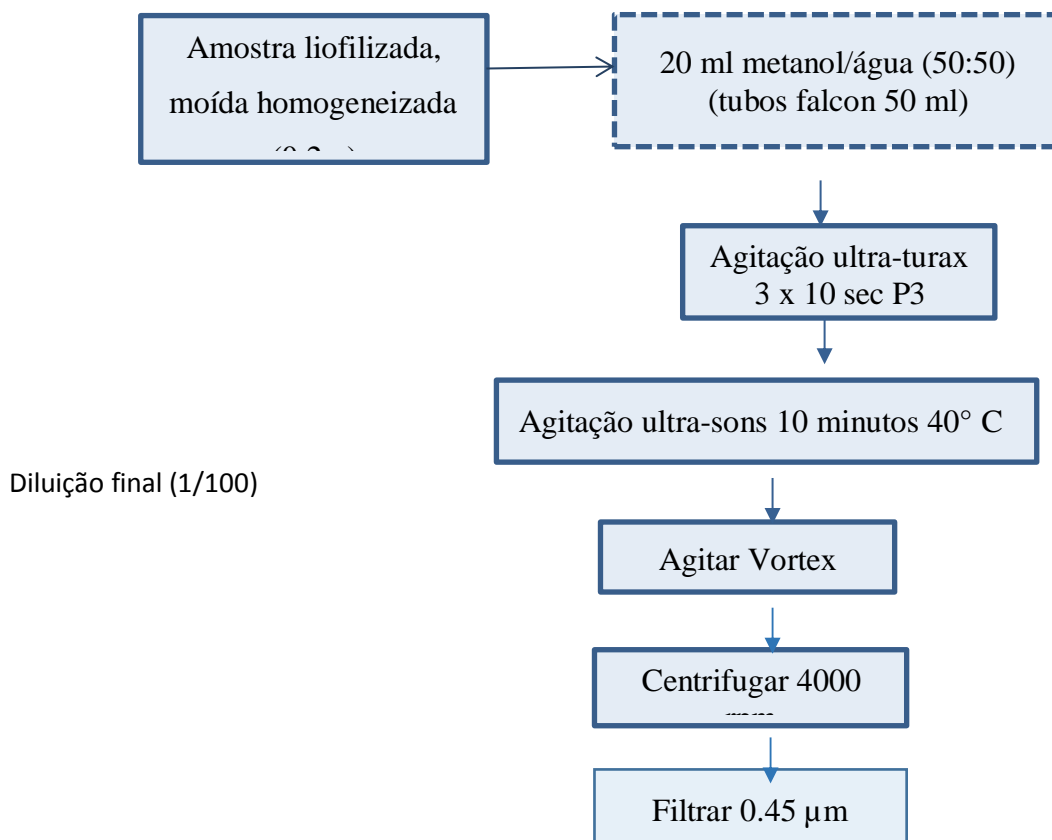 Amostra liofilizada,
moída homogeneizada
20 ml metanol/água (50:50)
(tubos falcon 50 ml)
Agitação ultra-turax
3 x 10 sec P3
Agitação ultra-sons 10 minutos 40° C
Diluição final (1/100)
Agitar Vortex
Centrifugar 4000
Filtrar 0.45 µm